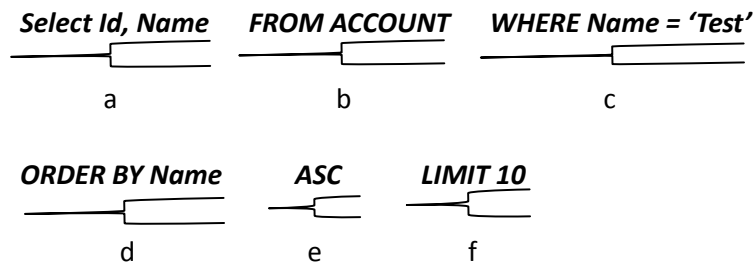 Select Id, Name FROM ACCOUNT WHERE Name = ‘Test’
a b c
ORDER BY Name ASC LIMIT 10
d e f